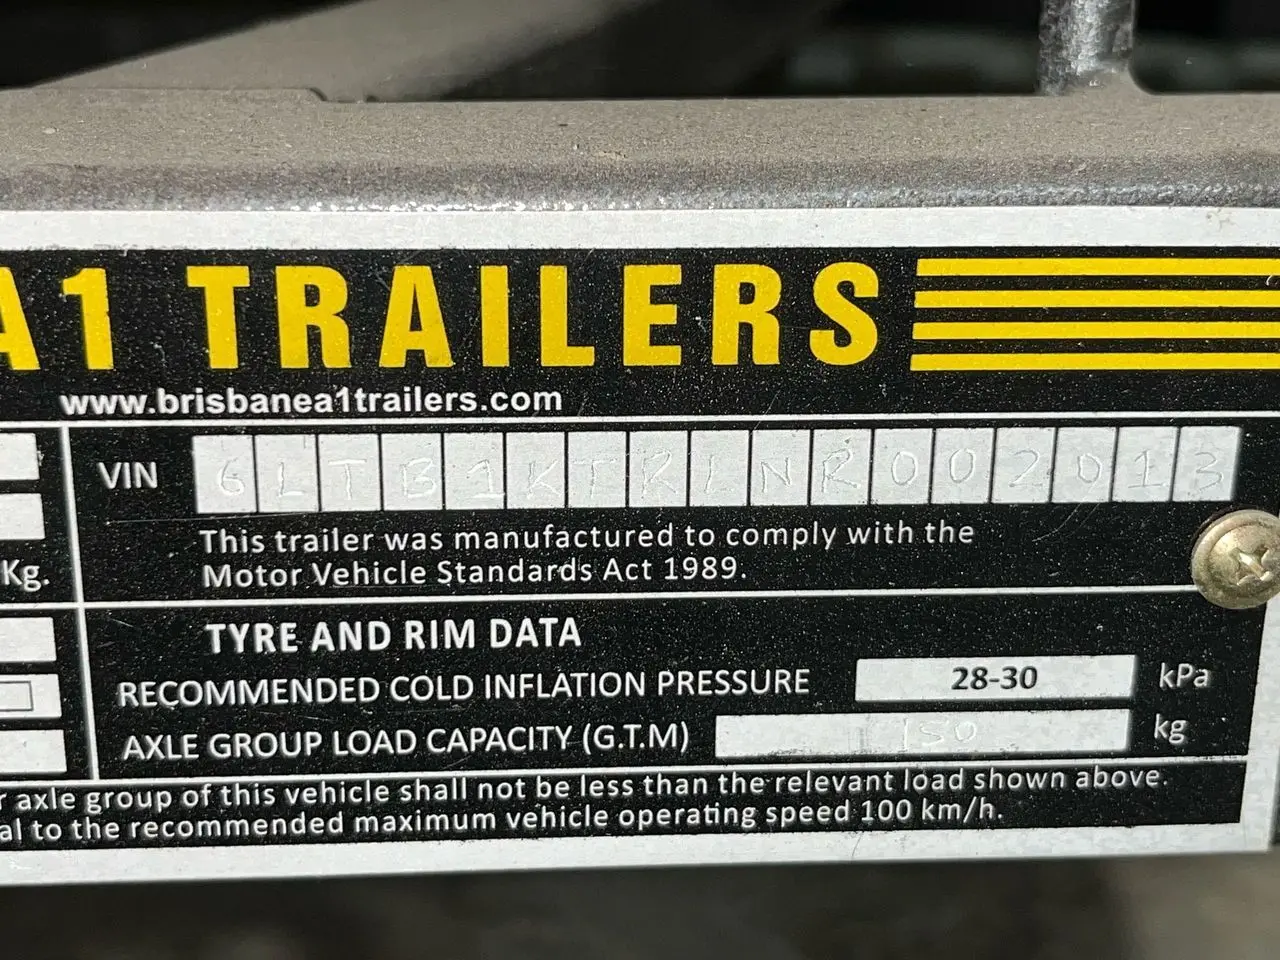 A1 TRAILERS
www.brisbanea1trailers.com
VIN 6LTB1KTRLNR002013
This trailer was manufactured to comply with the
Motor Vehicle Standards Act 1989.
Kg.
TYRE AND RIM DATA
RECOMMENDED COLD INFLATION PRESSURE 28-30 kPa
AXLE GROUP LOAD CAPACITY (G.T.M) 150 kg
r axle group of this vehicle shall not be less than the relevant load shown above.
al to the recommended maximum vehicle operating speed 100 km/h.